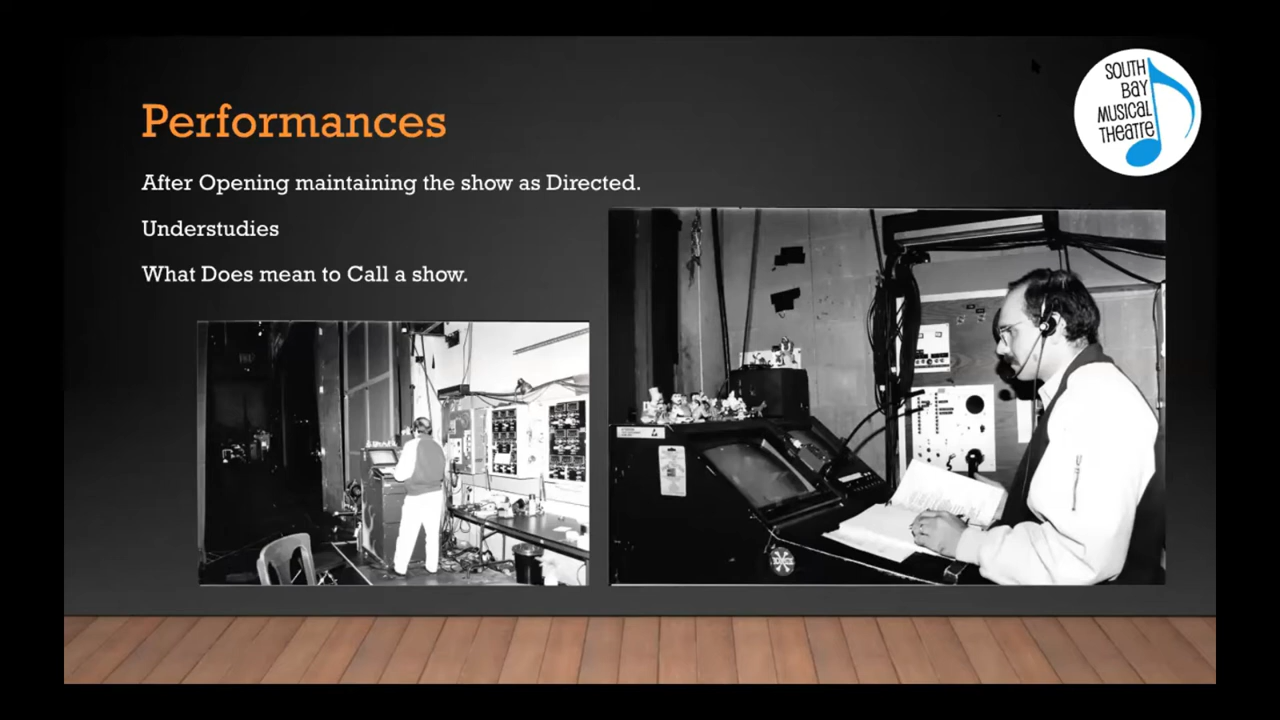 Performances
After Opening maintaining the show as Directed.
Understudies
What Does mean to Call a show.
SOUTH
BAY
MUSICAL
THEATRE